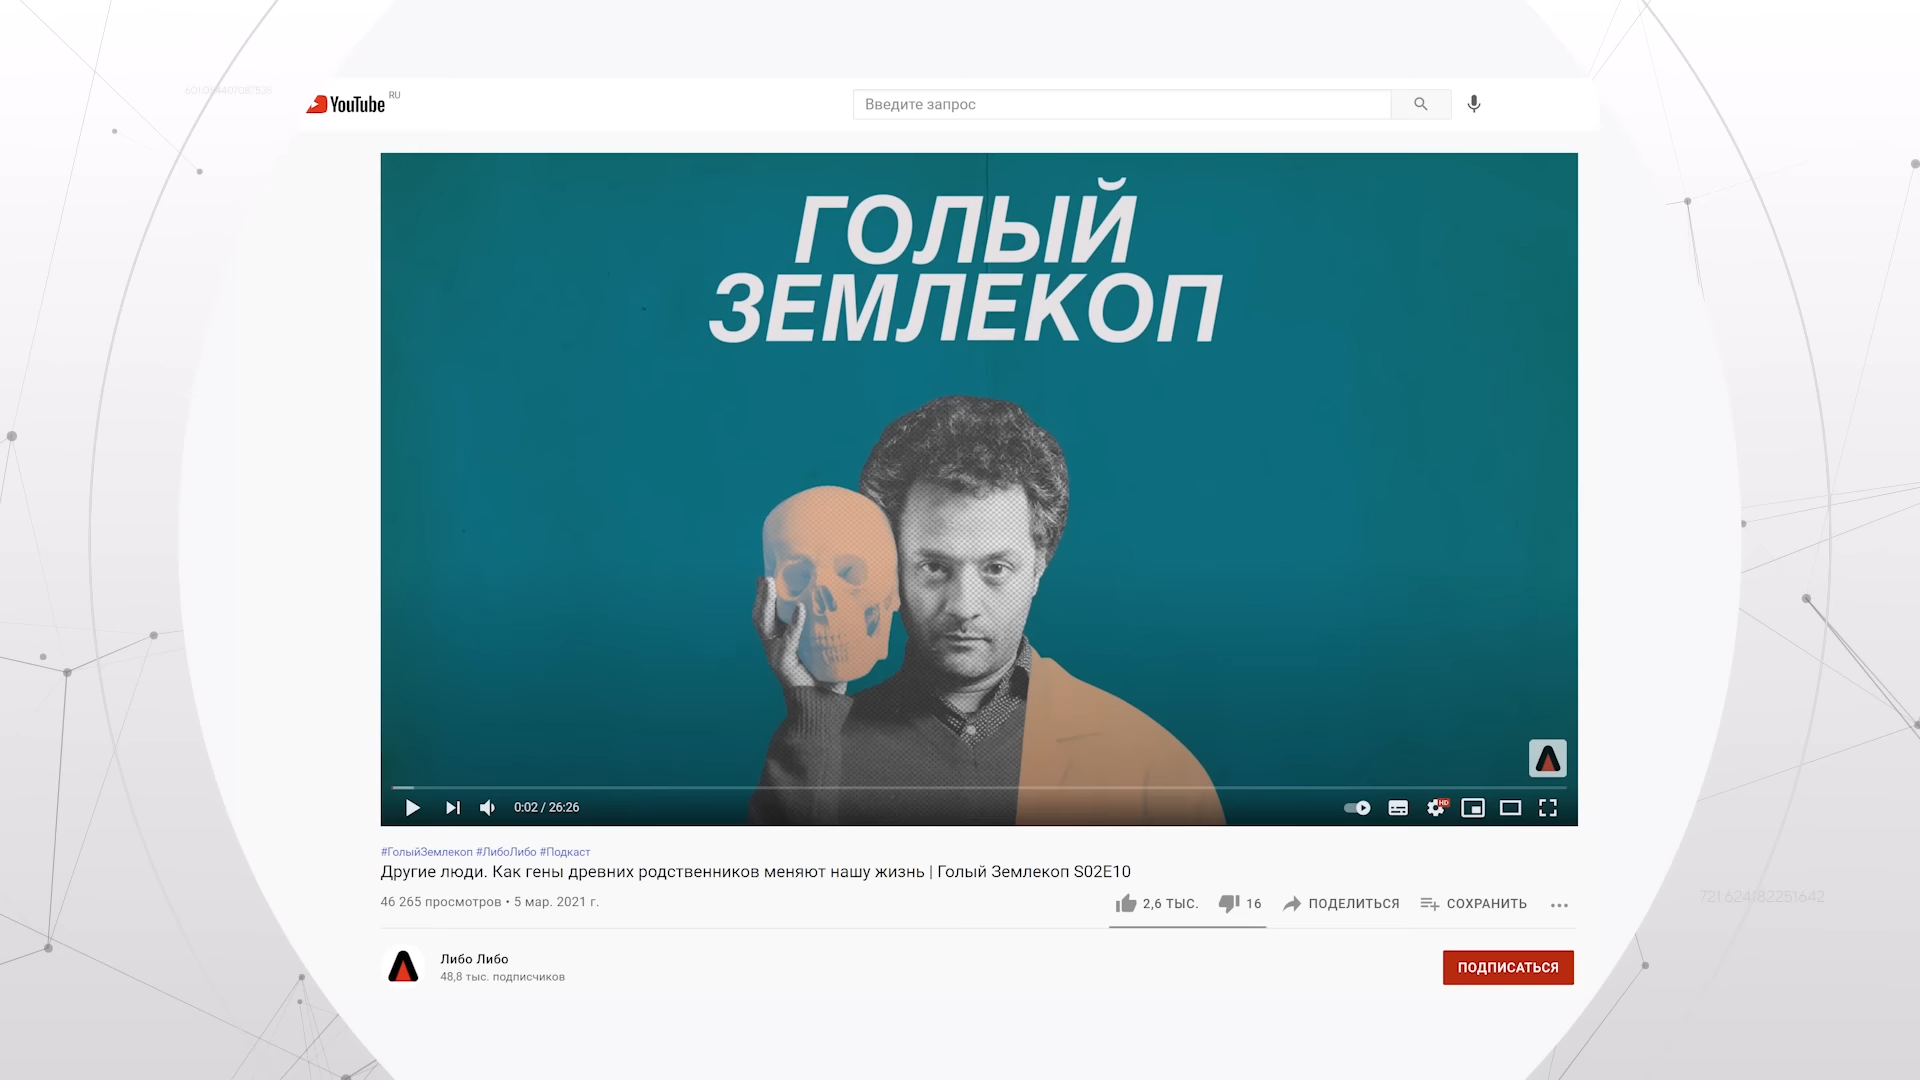 YouTube RU
Введите запрос
ГОЛЫЙ
ЗЕМЛЕКОП
0:02 / 26:26
HD
#ГолыйЗемлекоп #ЛибоЛибо #Подкаст
Другие люди. Как гены древних родственников меняют нашу жизнь | Голый Землекоп S02E10
46 265 просмотров • 5 мар. 2021 г.
2,6 ТЫС. 16 ПОДЕЛИТЬСЯ СОХРАНИТЬ
Либо Либо
48,8 тыс. подписчиков
ПОДПИСАТЬСЯ